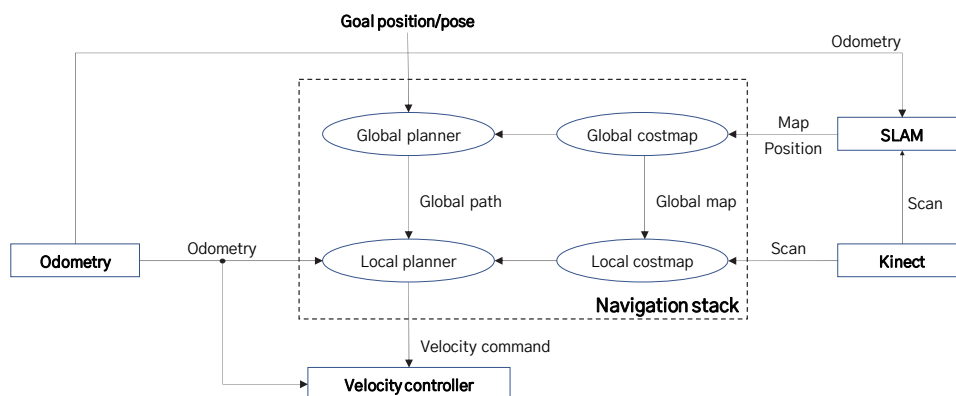 Goal position/pose
Odometry
Global planner
Global costmap
Map
Position
SLAM
Global path
Global map
Scan
Odometry
Odometry
Local planner
Local costmap
Scan
Kinect
Navigation stack
Velocity command
Velocity controller